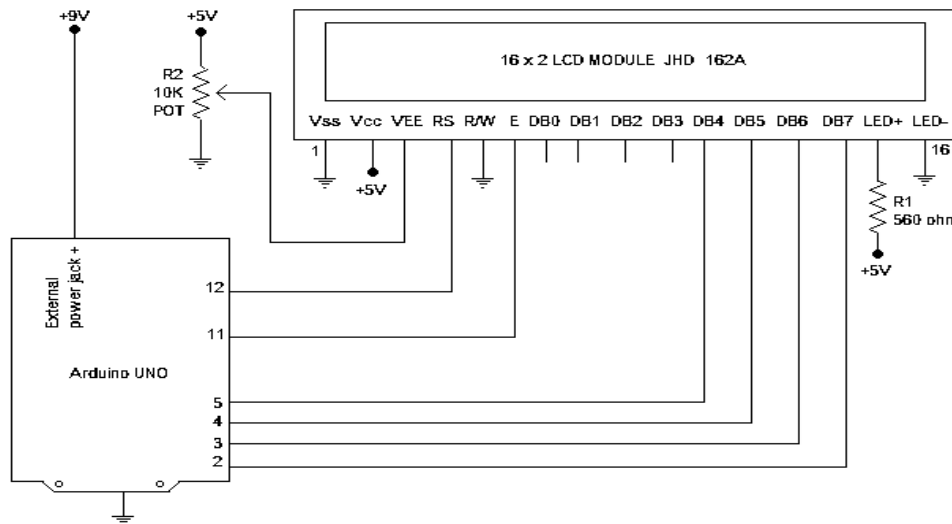 +9V
+5V
R2
10K
POT
16 x 2 LCD MODULE JHD 162A
Vss Vcc VEE RS R/W E DB0 DB1 DB2 DB3 DB4 DB5 DB6 DB7 LED+ LED-
1
16
+5V
R1
560 ohm
+5V
External
power jack +
Arduino UNO
12
11
5
4
3
2